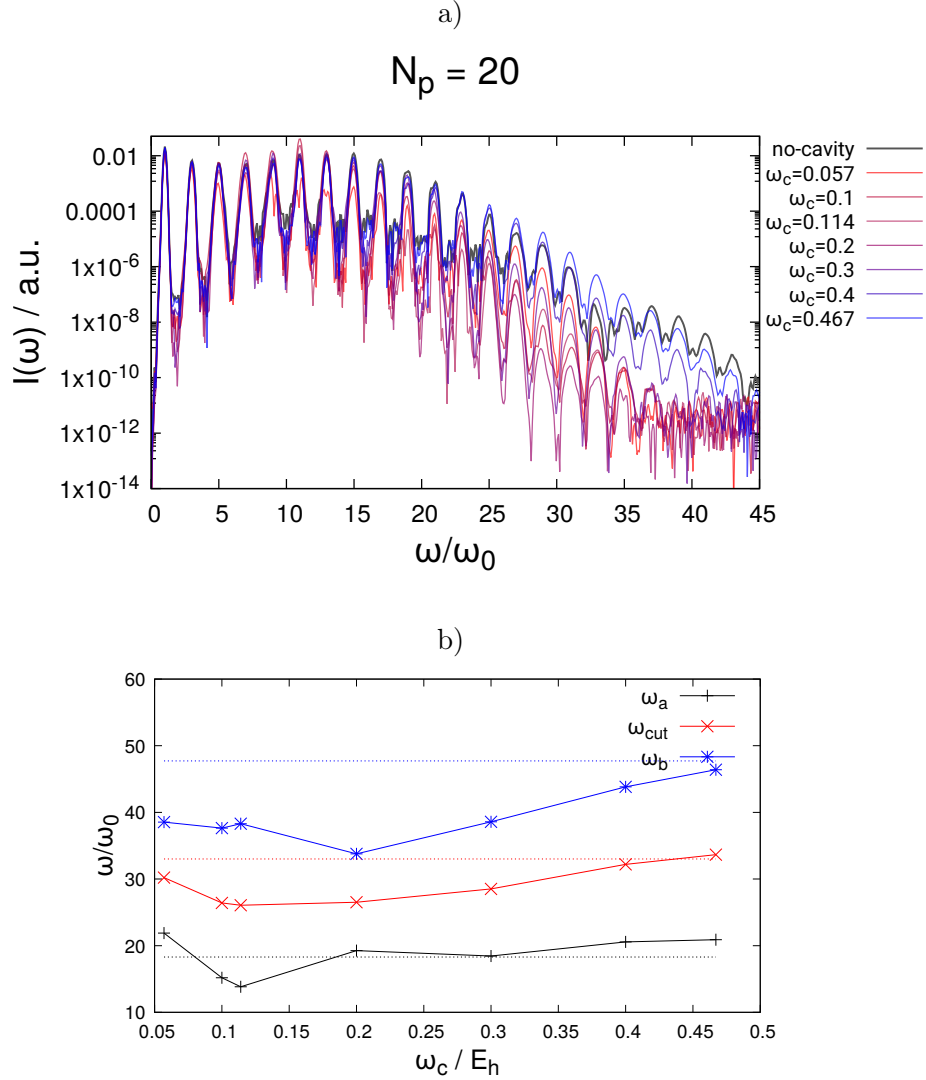 a)
N_p = 20
I(ω) / a.u.
0.01
0.0001
1x10^-6
1x10^-8
1x10^-10
1x10^-12
1x10^-14
0 5 10 15 20 25 30 35 40 45
ω/ω_0
no-cavity
ω_c=0.057
ω_c=0.1
ω_c=0.114
ω_c=0.2
ω_c=0.3
ω_c=0.4
ω_c=0.467
b)
ω/ω_0
60
50
40
30
20
10
ω_a
ω_cut
ω_b
0.05 0.1 0.15 0.2 0.25 0.3 0.35 0.4 0.45 0.5
ω_c / E_h